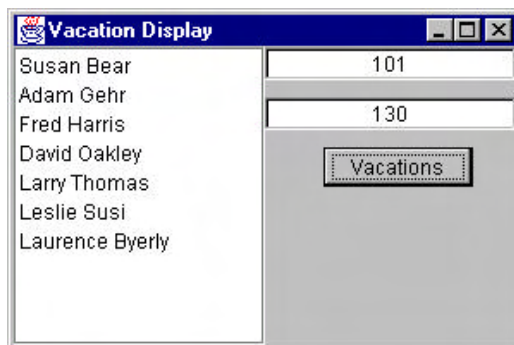 Vacation Display
Susan Bear
Adam Gehr
Fred Harris
David Oakley
Larry Thomas
Leslie Susi
Laurence Byerly
101
130
Vacations